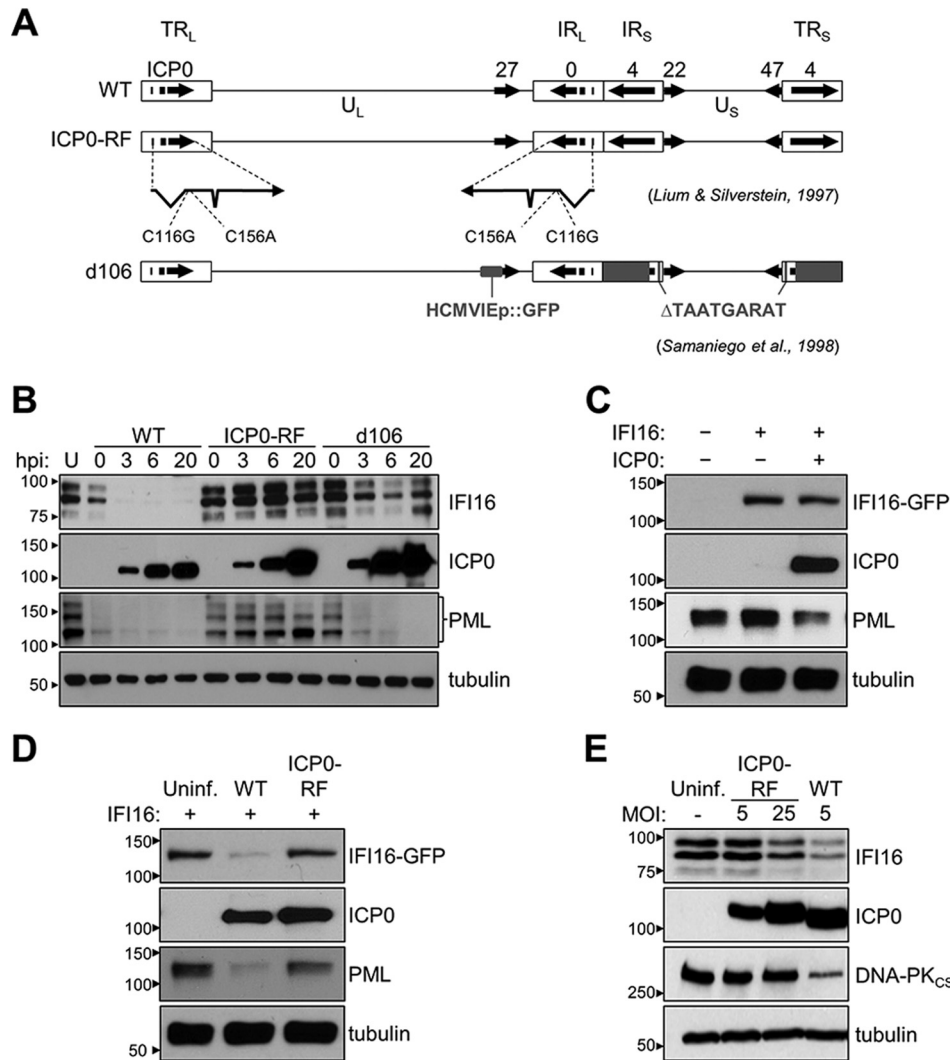 A
TRL IRL IRS TRS
ICP0 27 0 4 22 47 4
WT
UL US
ICP0-RF
(Lium & Silverstein, 1997)
C116G C156A C156A C116G
d106
HCMVIEp::GFP ΔTAATGARAT
(Samaniego et al., 1998)
B
WT ICP0-RF d106
hpi: U 0 3 6 20 0 3 6 20 0 3 6 20
100
75
IFI16
150
100
ICP0
150
100
PML
50
tubulin
C
IFI16: – + +
ICP0: – – +
150
100
IFI16-GFP
150
100
ICP0
150
100
PML
50
tubulin
D
Uninf. WT ICP0-
RF
IFI16: + + +
150
100
IFI16-GFP
100
ICP0
150
100
PML
50
tubulin
E
Uninf. ICP0-
RF WT
MOI: - 5 25 5
100
75
IFI16
100
ICP0
250
DNA-PKCS
50
tubulin